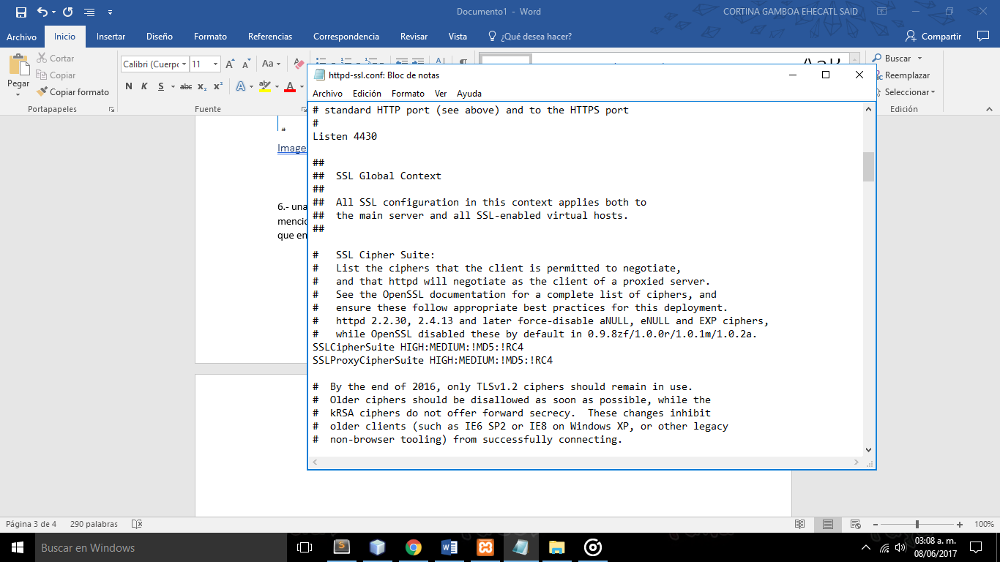 Documento1 - Word
CORTINA GAMBOA EHECATL SAID
Archivo Inicio Insertar Diseño Formato Referencias Correspondencia Revisar Vista ¿Qué desea hacer? Compartir
Pegar
Cortar
Copiar
Copiar formato
Portapapeles
Calibri (Cuerpo 11
Aa
N K S abc x₂ x²
A A
Fuente
Buscar
Reemplazar
Seleccionar
Edición
Image
6.- una
mencio
que en
httpd-ssl.conf: Bloc de notas
Archivo Edición Formato Ver Ayuda
# standard HTTP port (see above) and to the HTTPS port
#
Listen 4430
##
##  SSL Global Context
##
##  All SSL configuration in this context applies both to
##  the main server and all SSL-enabled virtual hosts.
##
#   SSL Cipher Suite:
#   List the ciphers that the client is permitted to negotiate,
#   and that httpd will negotiate as the client of a proxied server.
#   See the OpenSSL documentation for a complete list of ciphers, and
#   ensure these follow appropriate best practices for this deployment.
#   httpd 2.2.30, 2.4.13 and later force-disable aNULL, eNULL and EXP ciphers,
#   while OpenSSL disabled these by default in 0.9.8zf/1.0.0r/1.0.1m/1.0.2a.
SSLCipherSuite HIGH:MEDIUM:!MD5:!RC4
SSLProxyCipherSuite HIGH:MEDIUM:!MD5:!RC4
#  By the end of 2016, only TLSv1.2 ciphers should remain in use.
#  Older ciphers should be disallowed as soon as possible, while the
#  kRSA ciphers do not offer forward secrecy.  These changes inhibit
#  older clients (such as IE6 SP2 or IE8 on Windows XP, or other legacy
#  non-browser tooling) from successfully connecting.
Página 3 de 4 290 palabras
100%
Buscar en Windows
03:08 a. m.
08/06/2017